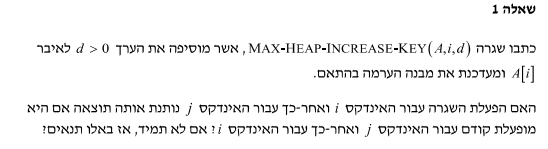 שאלה 1
כתבו שגרה MAX-HEAP-INCREASE-KEY(A,i,d), אשר מוסיפה את הערך d > 0 לאיבר
A[i] ומעדכנת את מבנה הערמה בהתאם.
האם הפעלת השגרה עבור האינדקס i ואחר-כך עבור האינדקס j נותנת אותה תוצאה אם היא
מופעלת קודם עבור האינדקס j ואחר-כך עבור האינדקס i? אם לא תמיד, אז באלו תנאים?